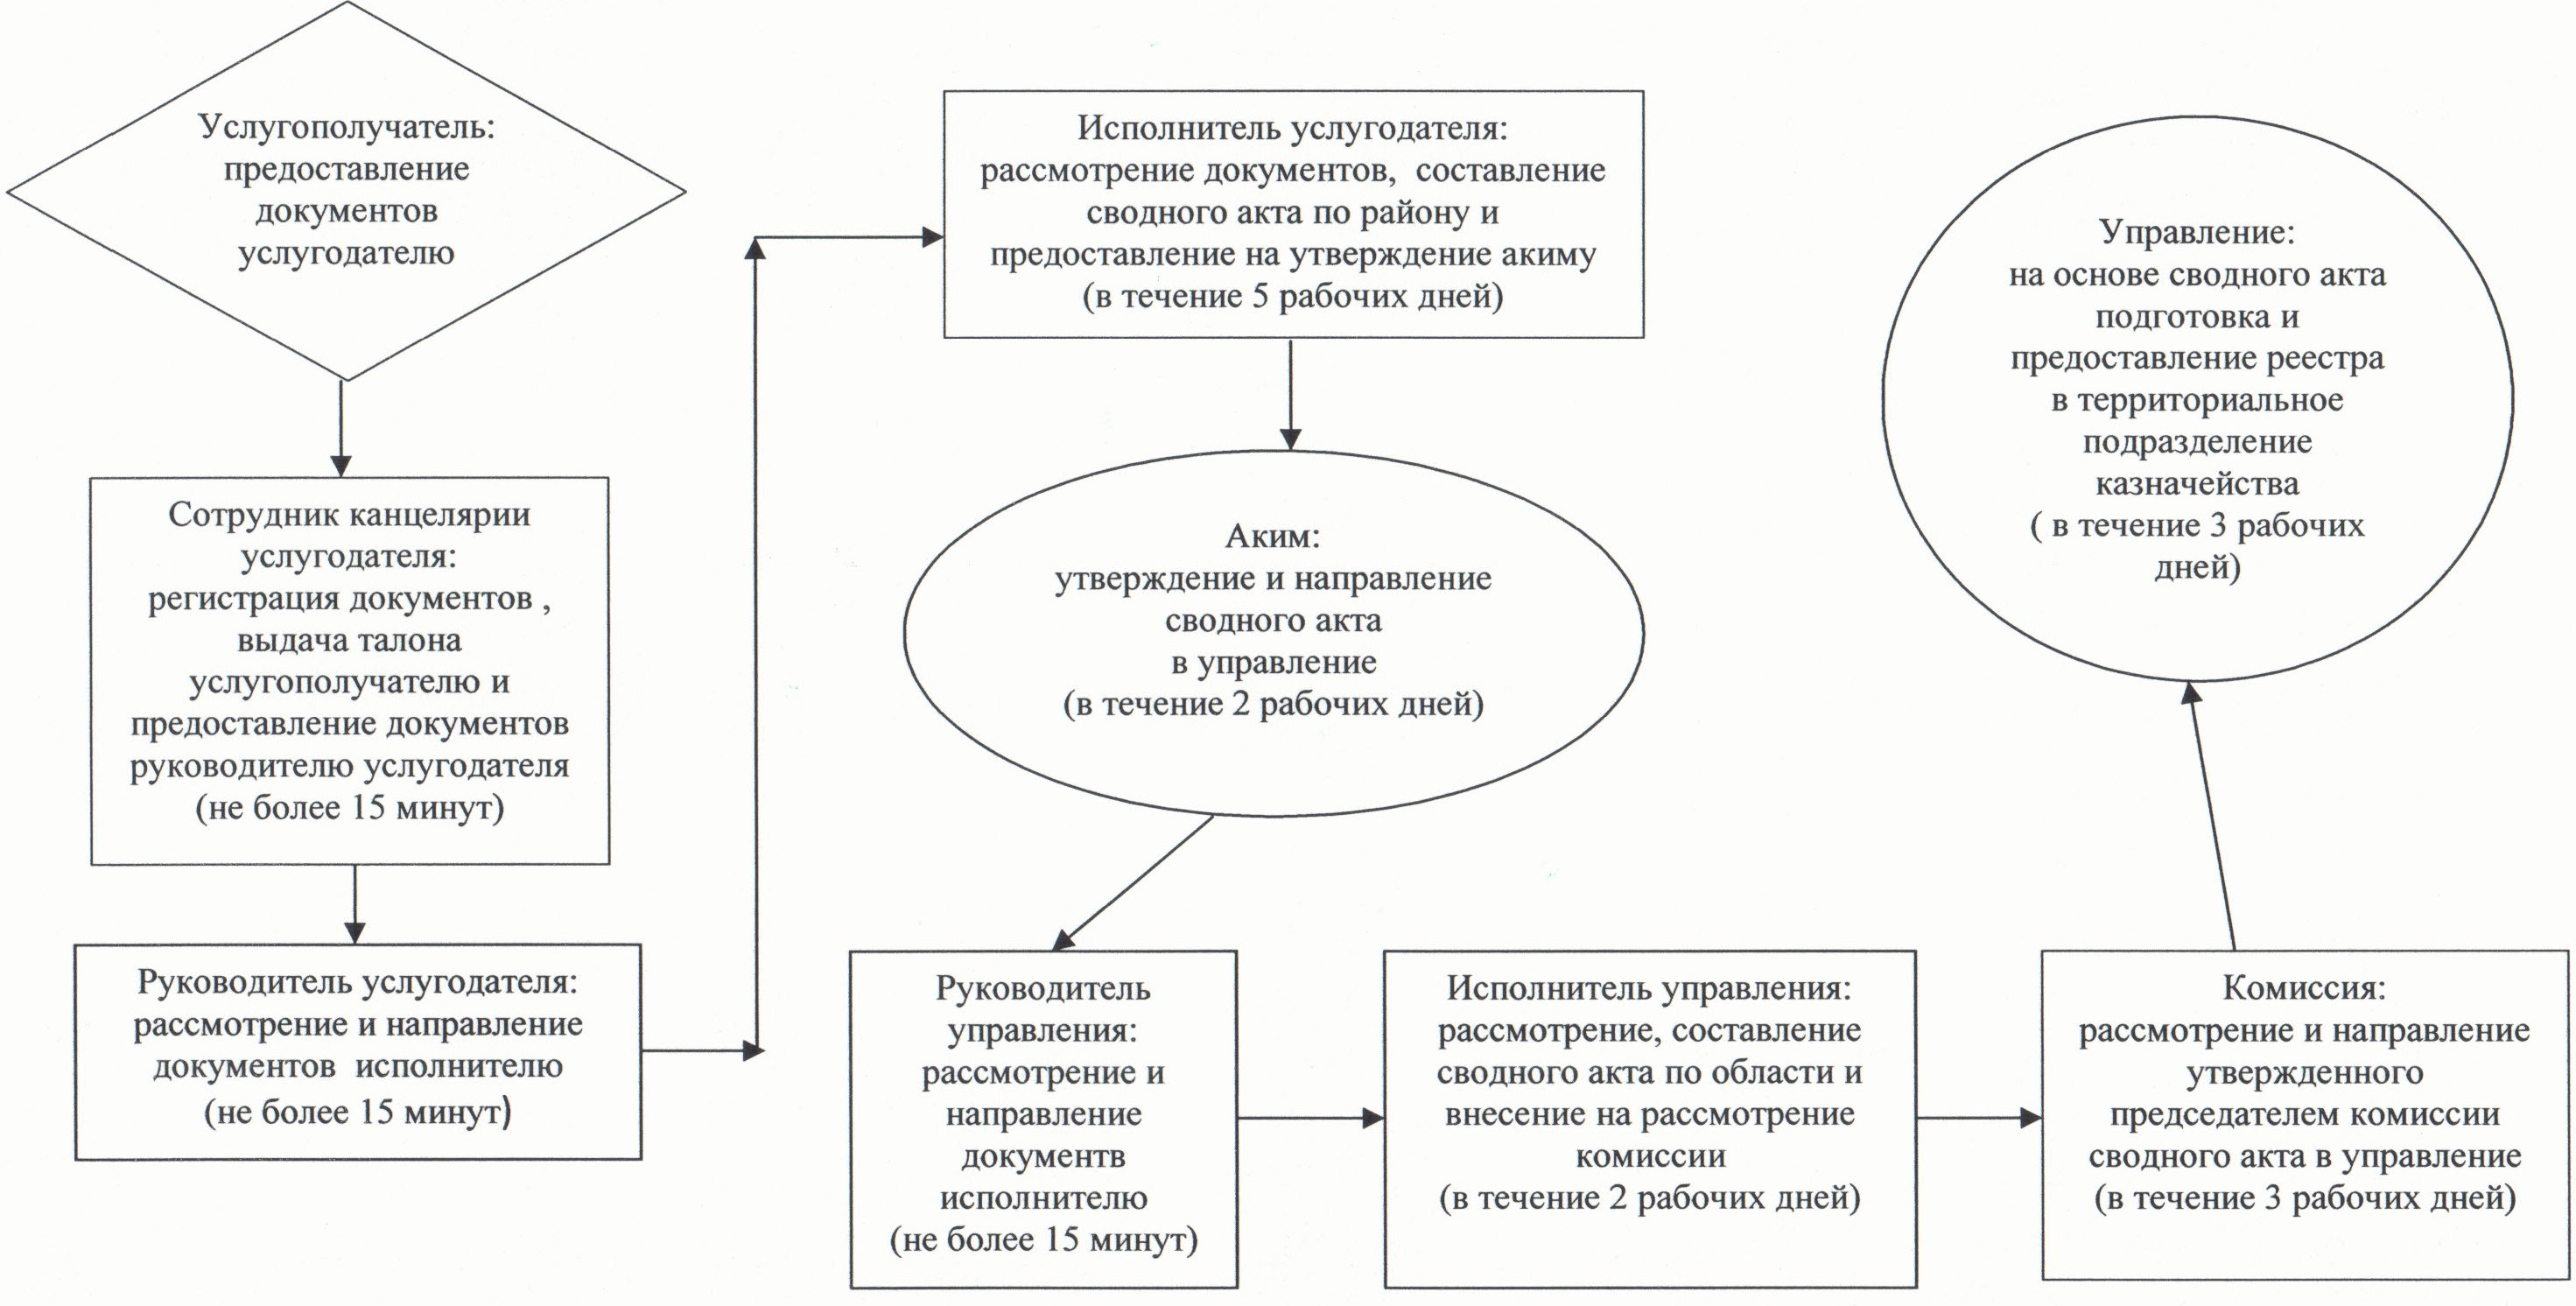 Услугополучатель:
предоставление
документов
услугодателю
Сотрудник канцелярии
услугодателя:
регистрация документов ,
выдача талона
услугополучателю и
предоставление документов
руководителю услугодателя
(не более 15 минут)
Руководитель услугодателя:
рассмотрение и направление
документов  исполнителю
(не более 15 минут)
Исполнитель услугодателя:
рассмотрение документов,  составление
сводного акта по району и
предоставление на утверждение акиму
(в течение 5 рабочих дней)
Аким:
утверждение и направление
сводного акта
в управление
(в течение 2 рабочих дней)
Руководитель
управления:
рассмотрение и
направление
документв
исполнителю
(не более 15 минут)
Исполнитель управления:
рассмотрение, составление
сводного акта по области и
внесение на рассмотрение
комиссии
(в течение 2 рабочих дней)
Комиссия:
рассмотрение и направление
утвержденного
председателем комиссии
сводного акта в управление
(в течение 3 рабочих дней)
Управление:
на основе сводного акта
подготовка и
предоставление реестра
в территориальное
подразделение
казначейства
( в течение 3 рабочих
дней)